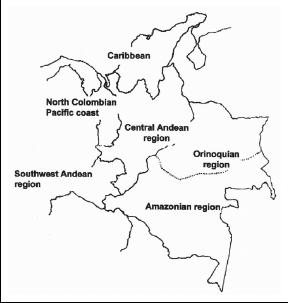 Caribbean
North Colombian
Pacific coast
Central Andean
region
Orinoquian
region
Southwest Andean
region
Amazonian region